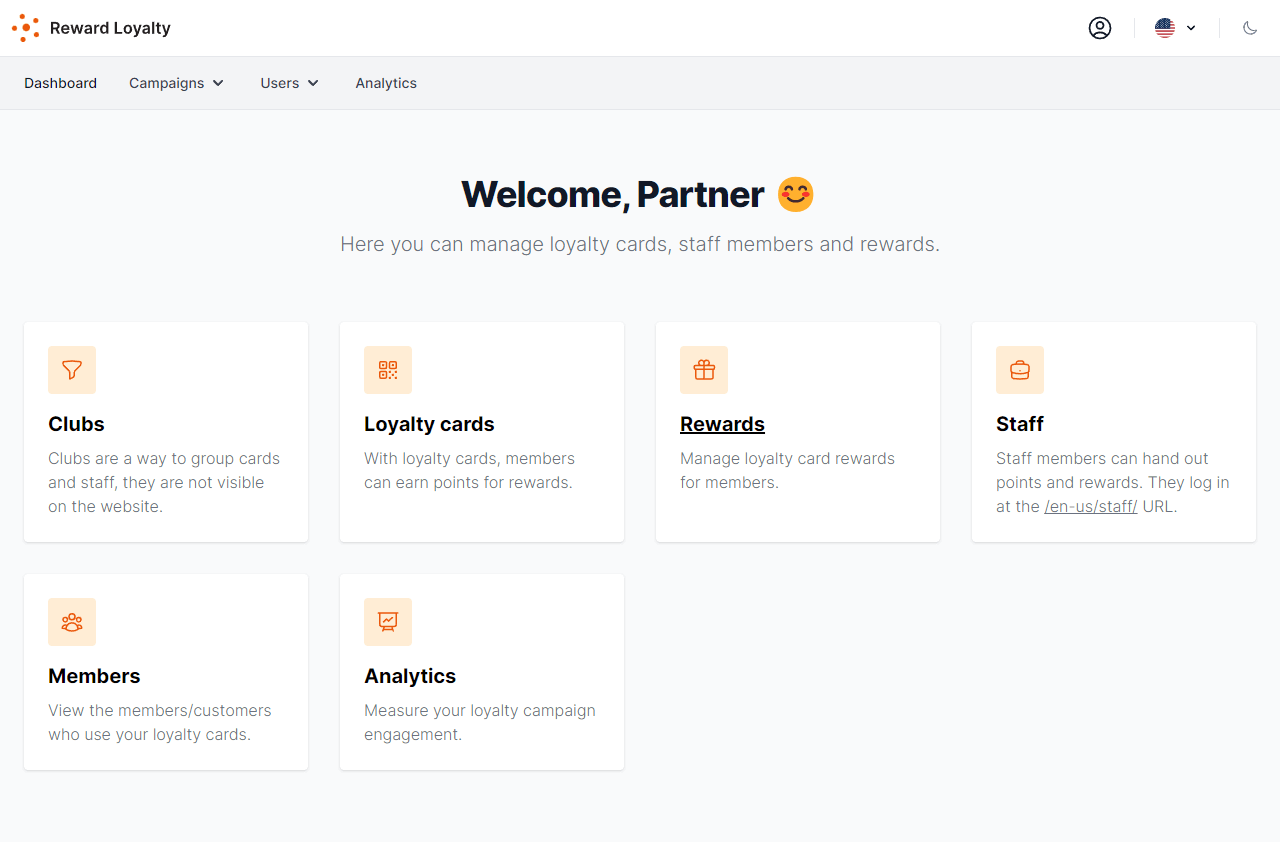 Reward Loyalty
Dashboard Campaigns Users Analytics
Welcome, Partner 😊
Here you can manage loyalty cards, staff members and rewards.
Clubs
Clubs are a way to group cards
and staff, they are not visible
on the website.
Loyalty cards
With loyalty cards, members
can earn points for rewards.
Rewards
Manage loyalty card rewards
for members.
Staff
Staff members can hand out
points and rewards. They log in
at the /en-us/staff/ URL.
Members
View the members/customers
who use your loyalty cards.
Analytics
Measure your loyalty campaign
engagement.